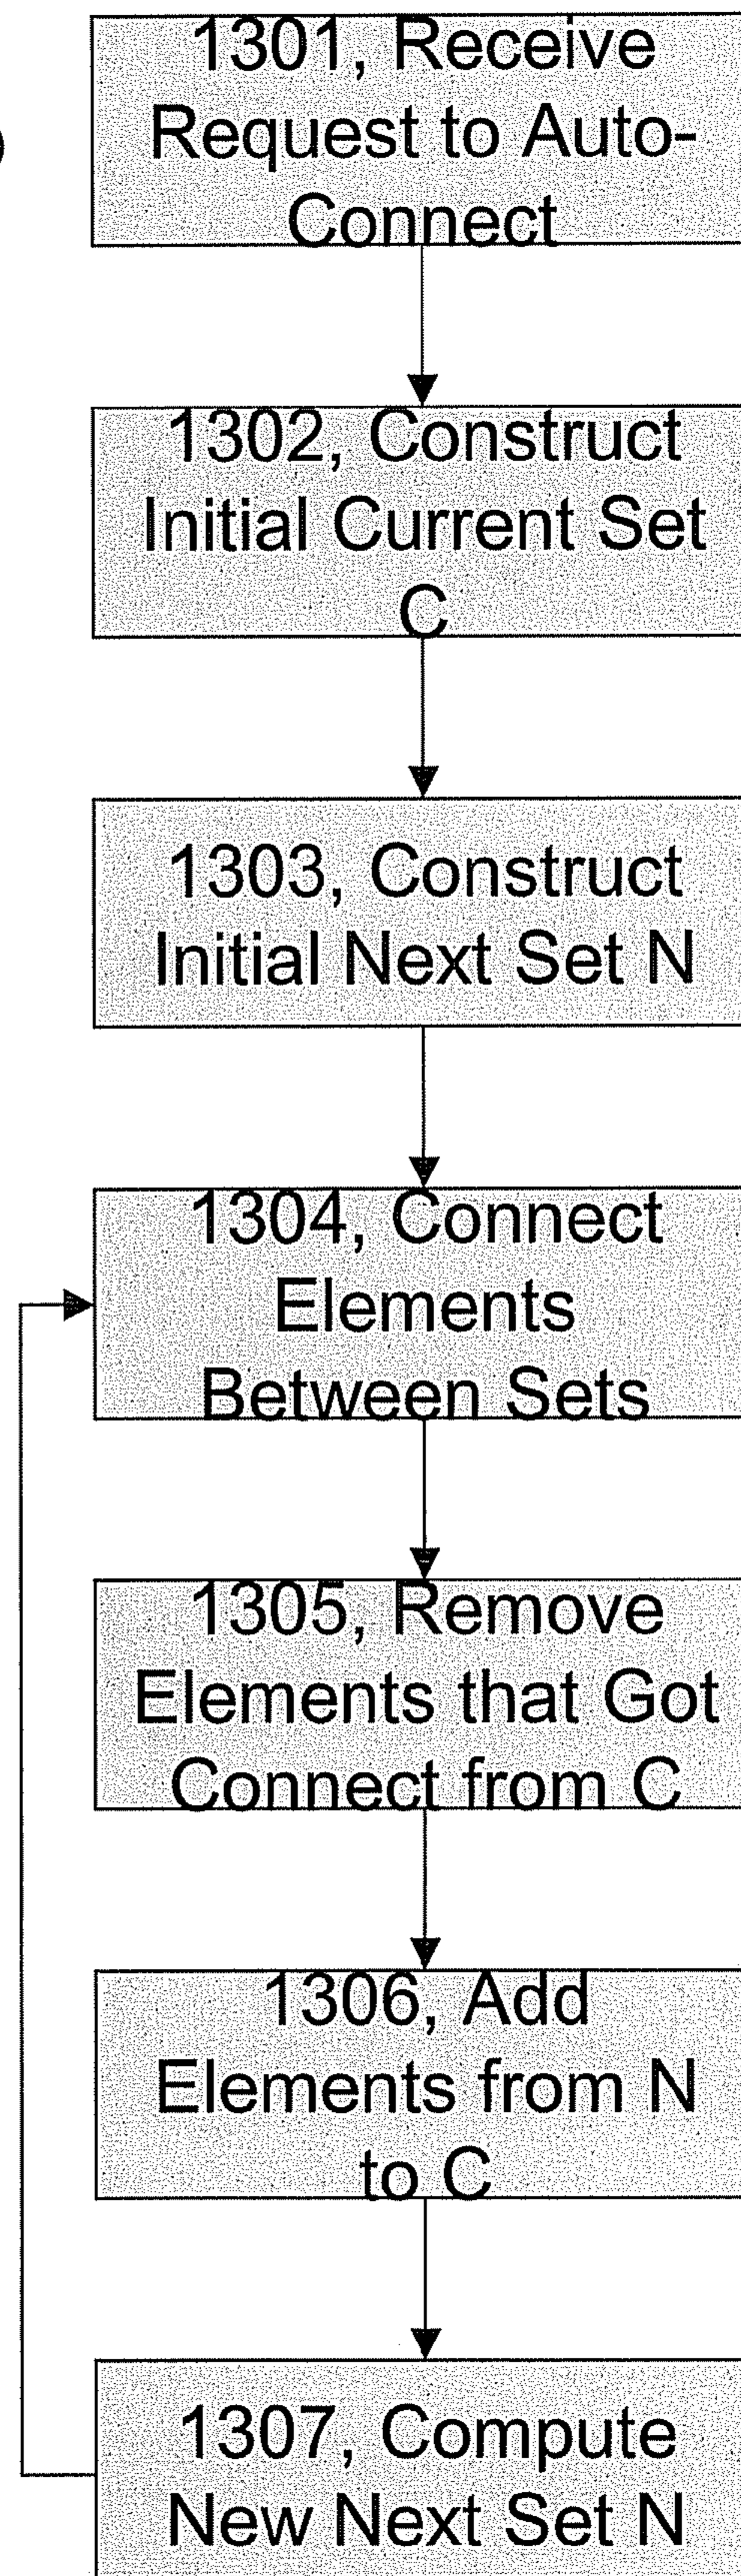 1301, Receive
Request to Auto-
Connect
1302, Construct
Initial Current Set
C
1303, Construct
Initial Next Set N
1304, Connect
Elements
Between Sets
1305, Remove
Elements that Got
Connect from C
1306, Add
Elements from N
to C
1307, Compute
New Next Set N